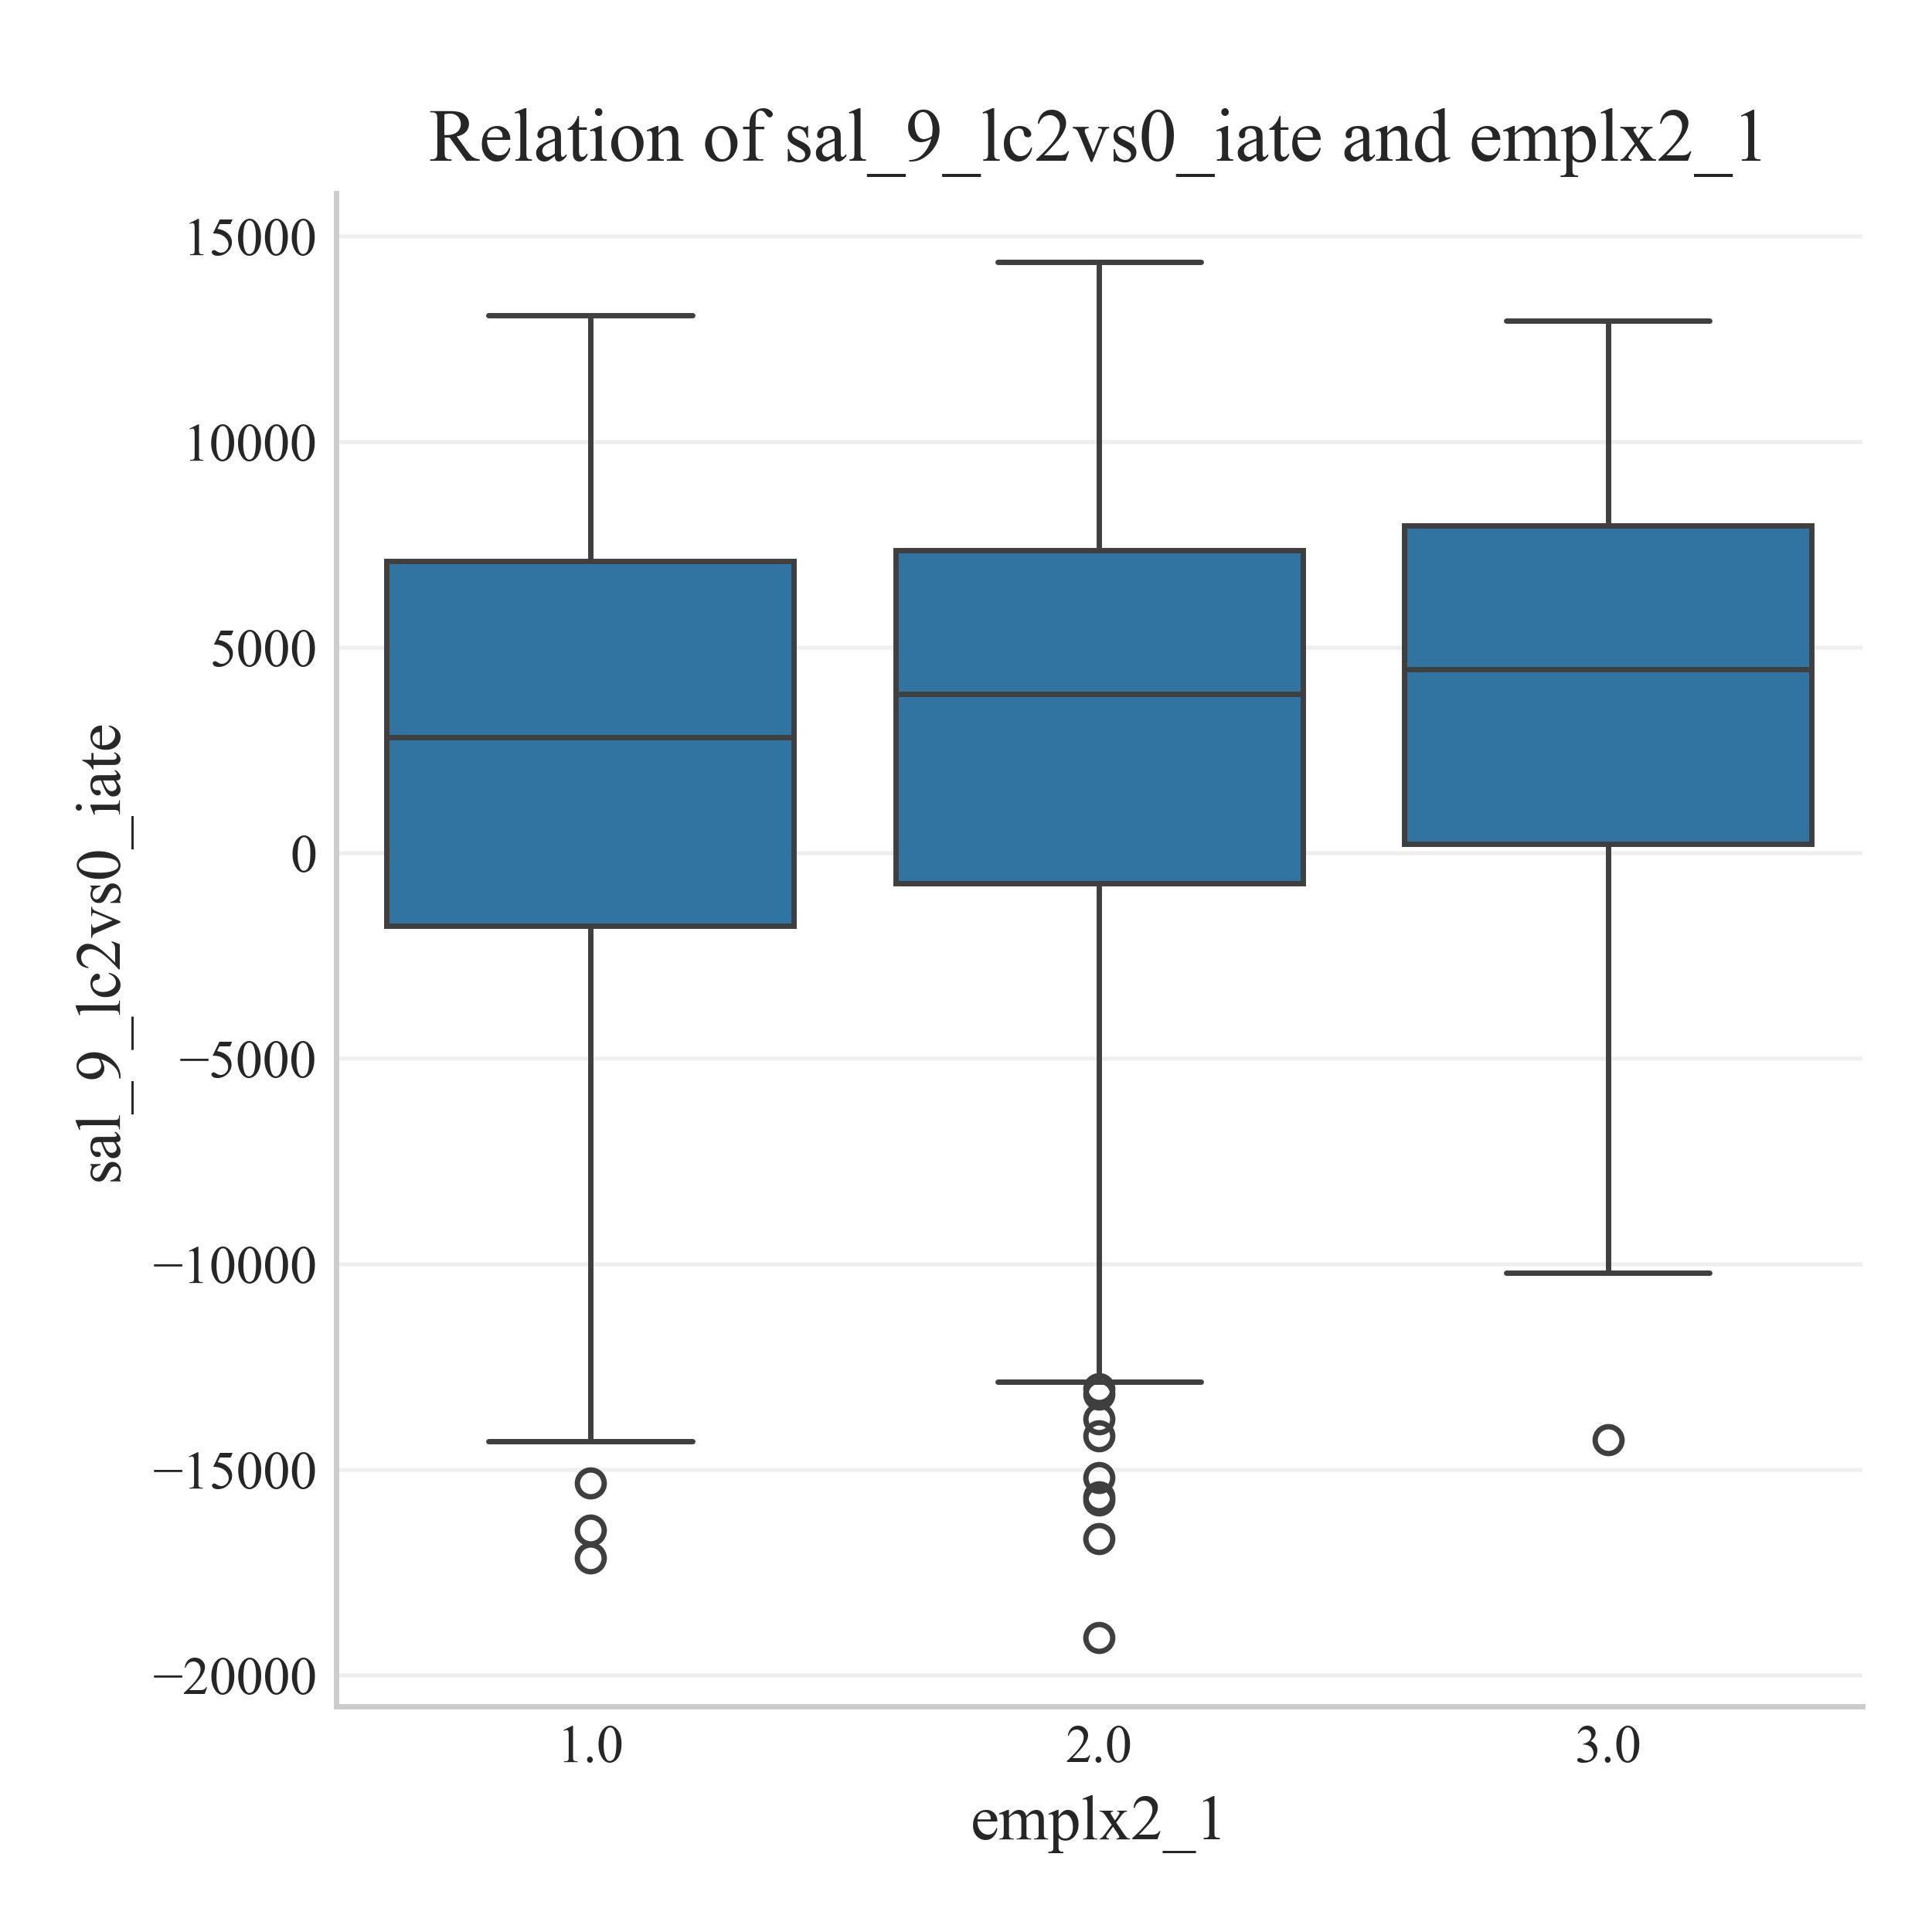 Relation of sal_9_lc2vs0_iate and emplx2_1
15000
10000
5000
0
−5000
−10000
−15000
−20000
sal_9_lc2vs0_iate
1.0 2.0 3.0
emplx2_1